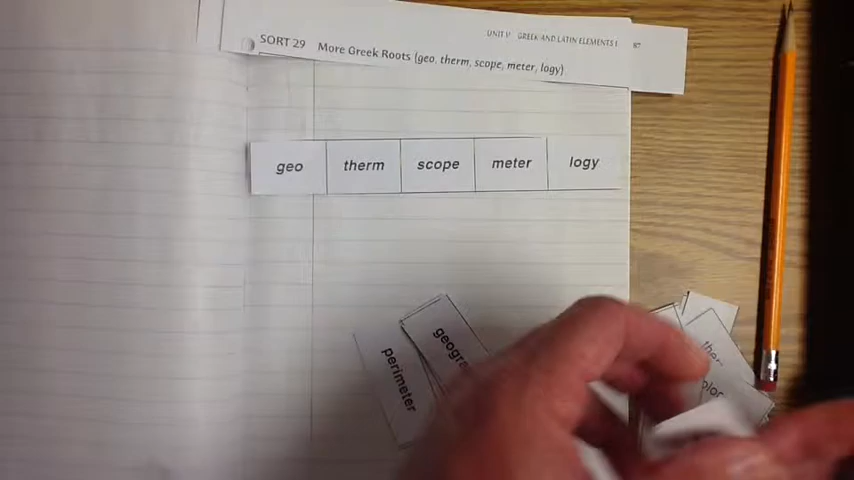 UNIT V GREEK AND LATIN ELEMENTS I 87
SORT 29 More Greek Roots (geo, therm, scope, meter, logy)
geo therm scope meter logy
perimeter